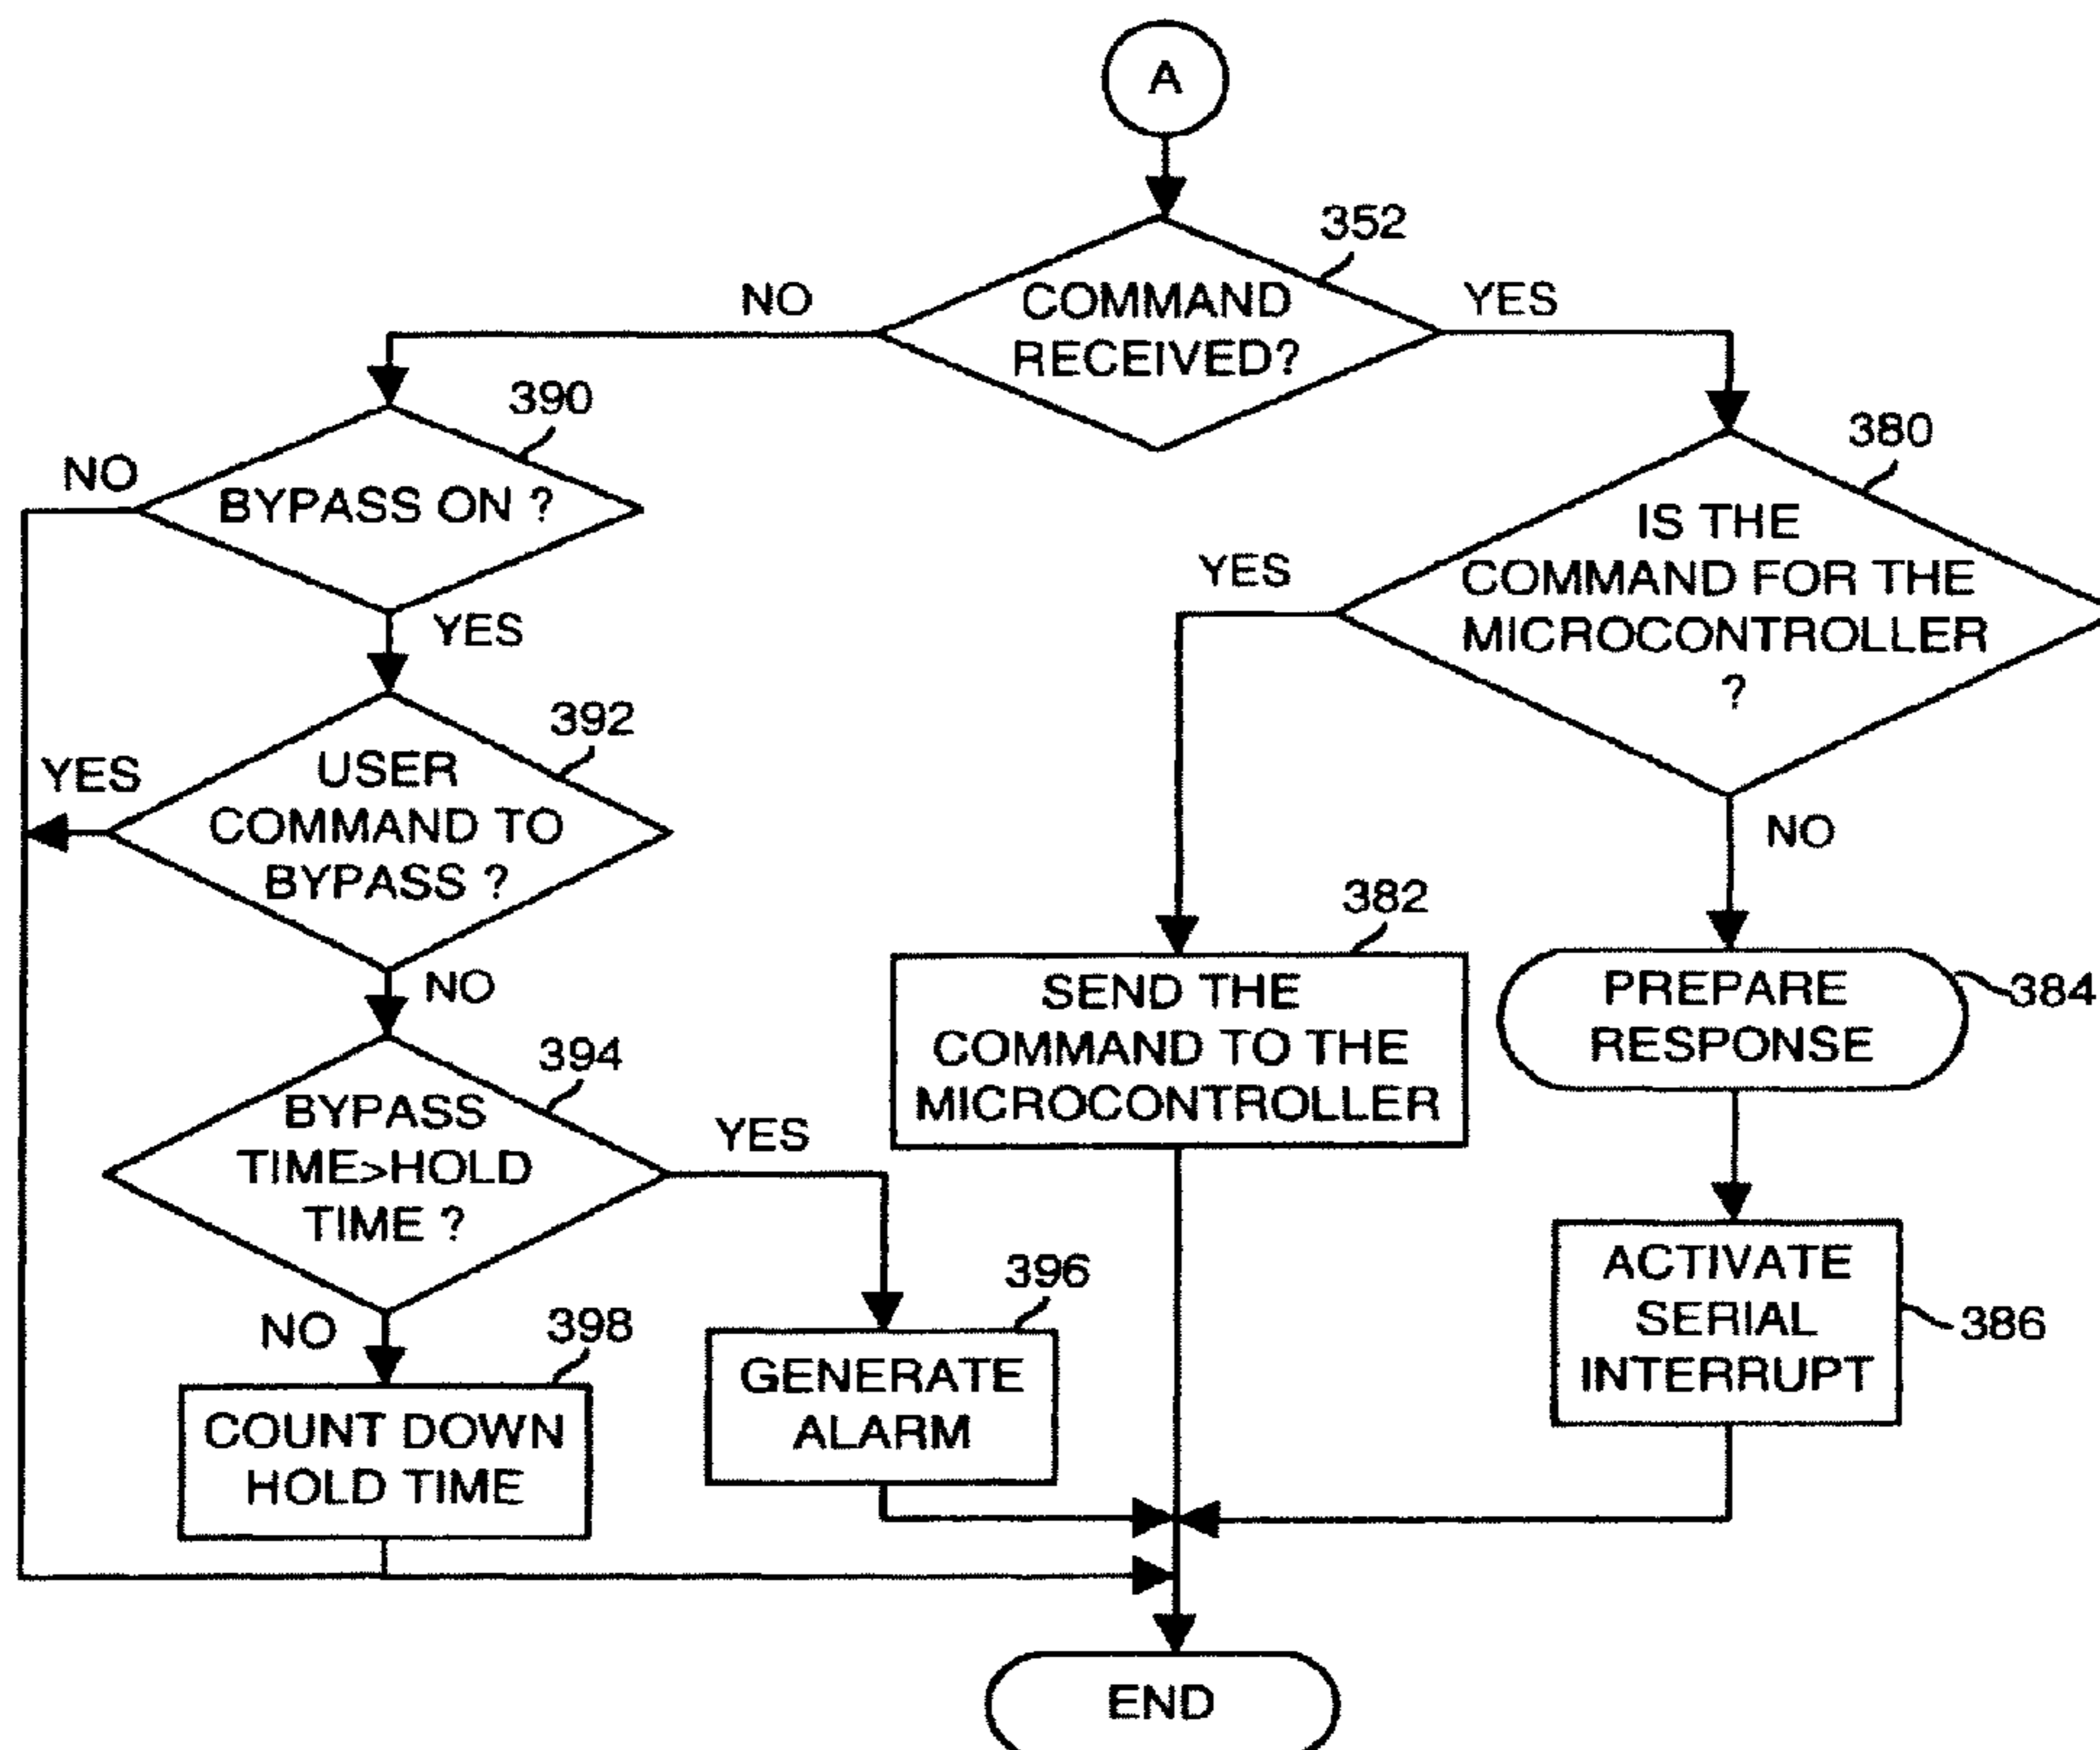 A
352
COMMAND
RECEIVED?
NO
YES
390
BYPASS ON ?
NO
YES
380
IS THE
COMMAND FOR THE
MICROCONTROLLER
?
YES
NO
392
USER
COMMAND TO
BYPASS ?
YES
NO
382
SEND THE
COMMAND TO THE
MICROCONTROLLER
384
PREPARE
RESPONSE
394
BYPASS
TIME>HOLD
TIME ?
YES
NO
396
GENERATE
ALARM
386
ACTIVATE
SERIAL
INTERRUPT
398
COUNT DOWN
HOLD TIME
END